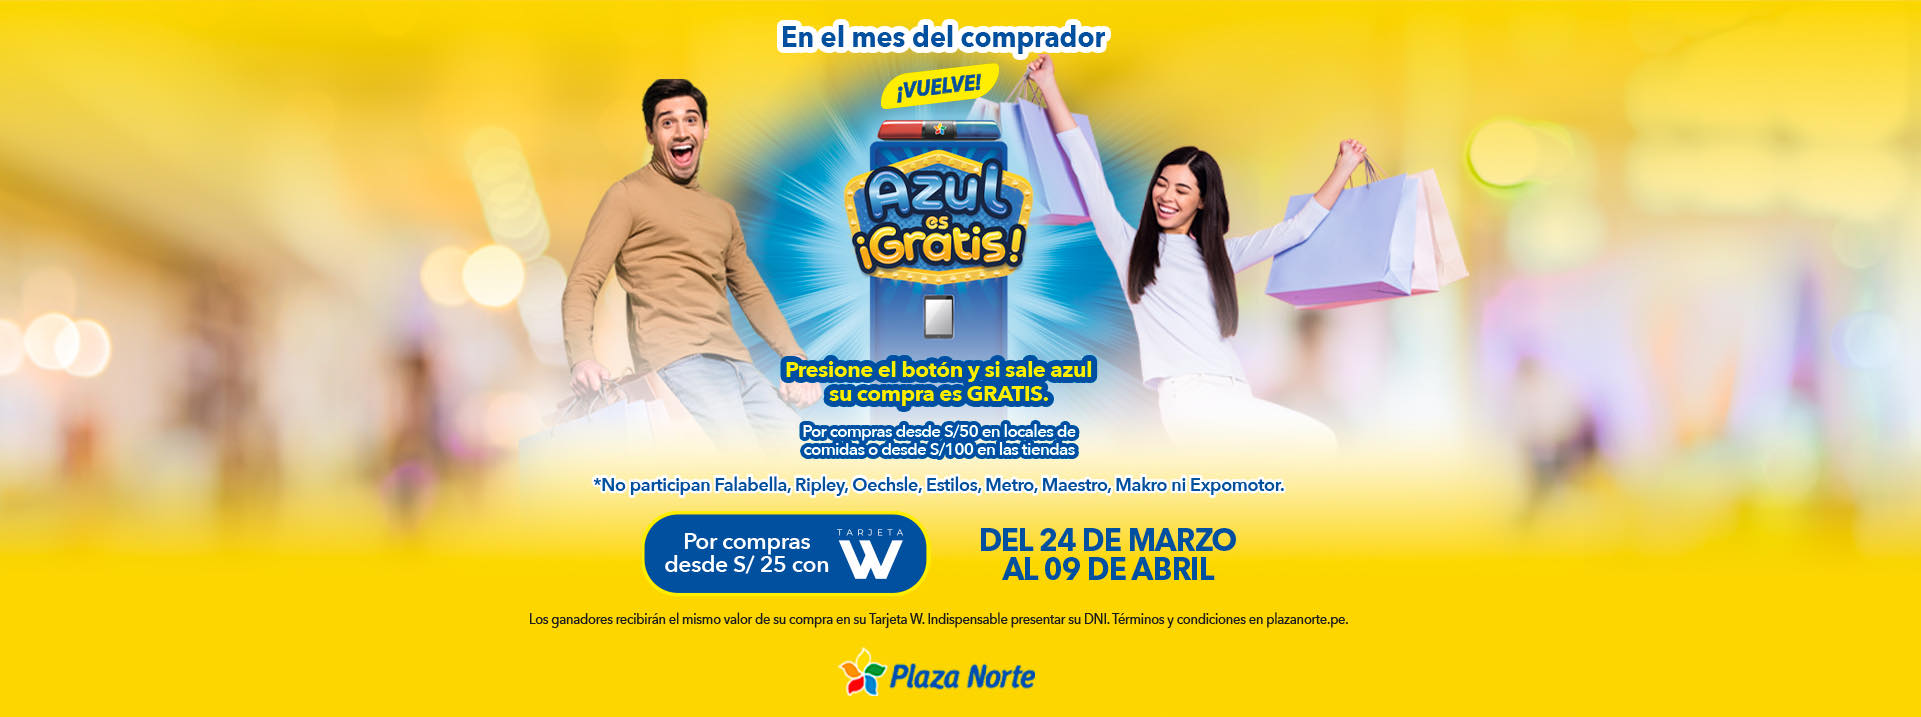 En el mes del comprador
¡VUELVE!
Azul
es
¡Gratis!
Presione el botón y si sale azul
su compra es GRATIS.
Por compras desde S/50 en locales de
comidas o desde S/100 en las tiendas
*No participan Falabella, Ripley, Oechsle, Estilos, Metro, Maestro, Makro ni Expomotor.
Por compras
desde S/ 25 con
TARJETA
W
DEL 24 DE MARZO
AL 09 DE ABRIL
Los ganadores recibirán el mismo valor de su compra en su Tarjeta W. Indispensable presentar su DNI. Términos y condiciones en plazanorte.pe.
Plaza Norte